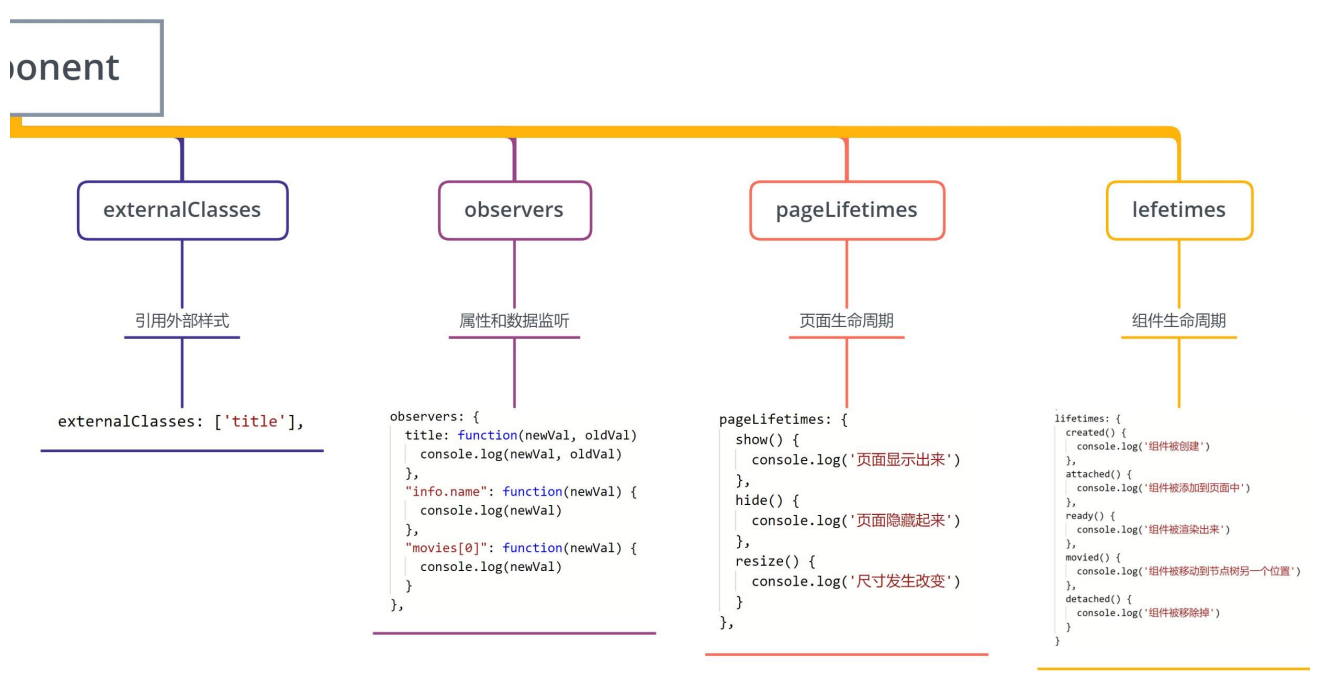 ponent
externalClasses
observers
pageLifetimes
lefetimes
引用外部样式
属性和数据监听
页面生命周期
组件生命周期
externalClasses: ['title'],
observers: {
title: function(newVal, oldVal)
console.log(newVal, oldVal)
},
"info.name": function(newVal) {
console.log(newVal)
},
"movies[0]": function(newVal) {
console.log(newVal)
}
},
pageLifetimes: {
show() {
console.log('页面显示出来')
},
hide() {
console.log('页面隐藏起来')
},
resize() {
console.log('尺寸发生改变')
}
},
lifetimes: {
created() {
console.log('组件被创建')
},
attached() {
console.log('组件被添加到页面中')
},
ready() {
console.log('组件被渲染出来')
},
movied() {
console.log('组件被移动到节点树另一个位置')
},
detached() {
console.log('组件被移除掉')
}
}